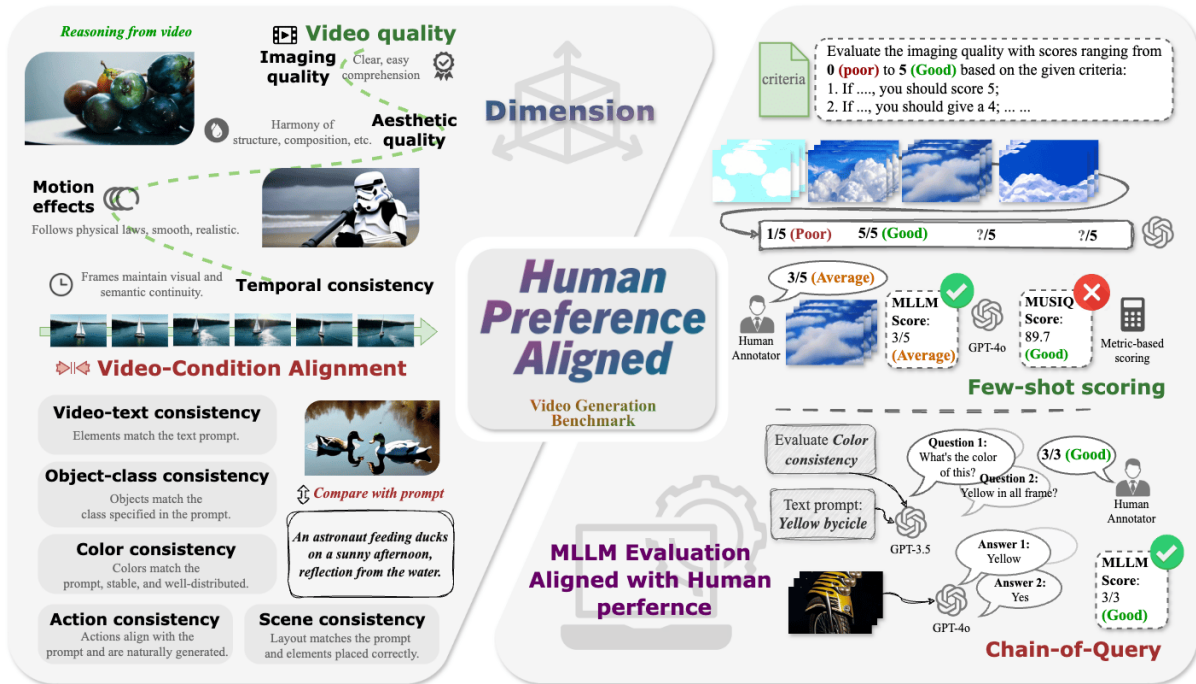 Reasoning from video
Video quality
Imaging
quality
Clear, easy
comprehension
Harmony of
structure, composition, etc.
Aesthetic
quality
Motion
effects
Follows physical laws, smooth, realistic.
Frames maintain visual and
semantic continuity.
Temporal consistency
Video-Condition Alignment
Video-text consistency
Elements match the text prompt.
Object-class consistency
Objects match the
class specified in the prompt.
Color consistency
Colors match the
prompt, stable, and well-distributed.
Action consistency
Actions align with the
prompt and are naturally generated.
Scene consistency
Layout matches the prompt
and elements placed correctly.
Compare with prompt
An astronaut feeding ducks
on a sunny afternoon,
reflection from the water.
Dimension
Human
Preference
Aligned
Video Generation
Benchmark
criteria
Evaluate the imaging quality with scores ranging from
0 (poor) to 5 (Good) based on the given criteria:
1. If ...., you should score 5;
2. If ..., you should give a 4; ... ...
1/5 (Poor) 5/5 (Good) ?/5 ?/5
3/5 (Average)
Human
Annotator
MLLM
Score:
3/5
(Average)
GPT-4o
MUSIQ
Score:
89.7
(Good)
Metric-based
scoring
Few-shot scoring
Evaluate Color
consistency
Text prompt:
Yellow bycicle
Question 1:
What's the color
of this?
Question 2:
Yellow in all frame?
GPT-3.5
3/3 (Good)
Human
Annotator
Answer 1:
Yellow
Answer 2:
Yes
GPT-4o
MLLM
Score:
3/3
(Good)
Chain-of-Query
MLLM Evaluation
Aligned with Human
perfernce